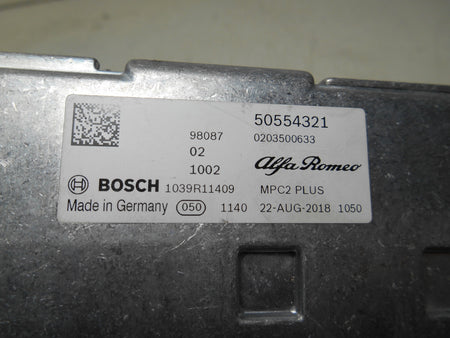 50554321
98087 0203500633
02
1002 Alfa Romeo
BOSCH 1039R11409 MPC2 PLUS
Made in Germany 050 1140 22-AUG-2018 1050